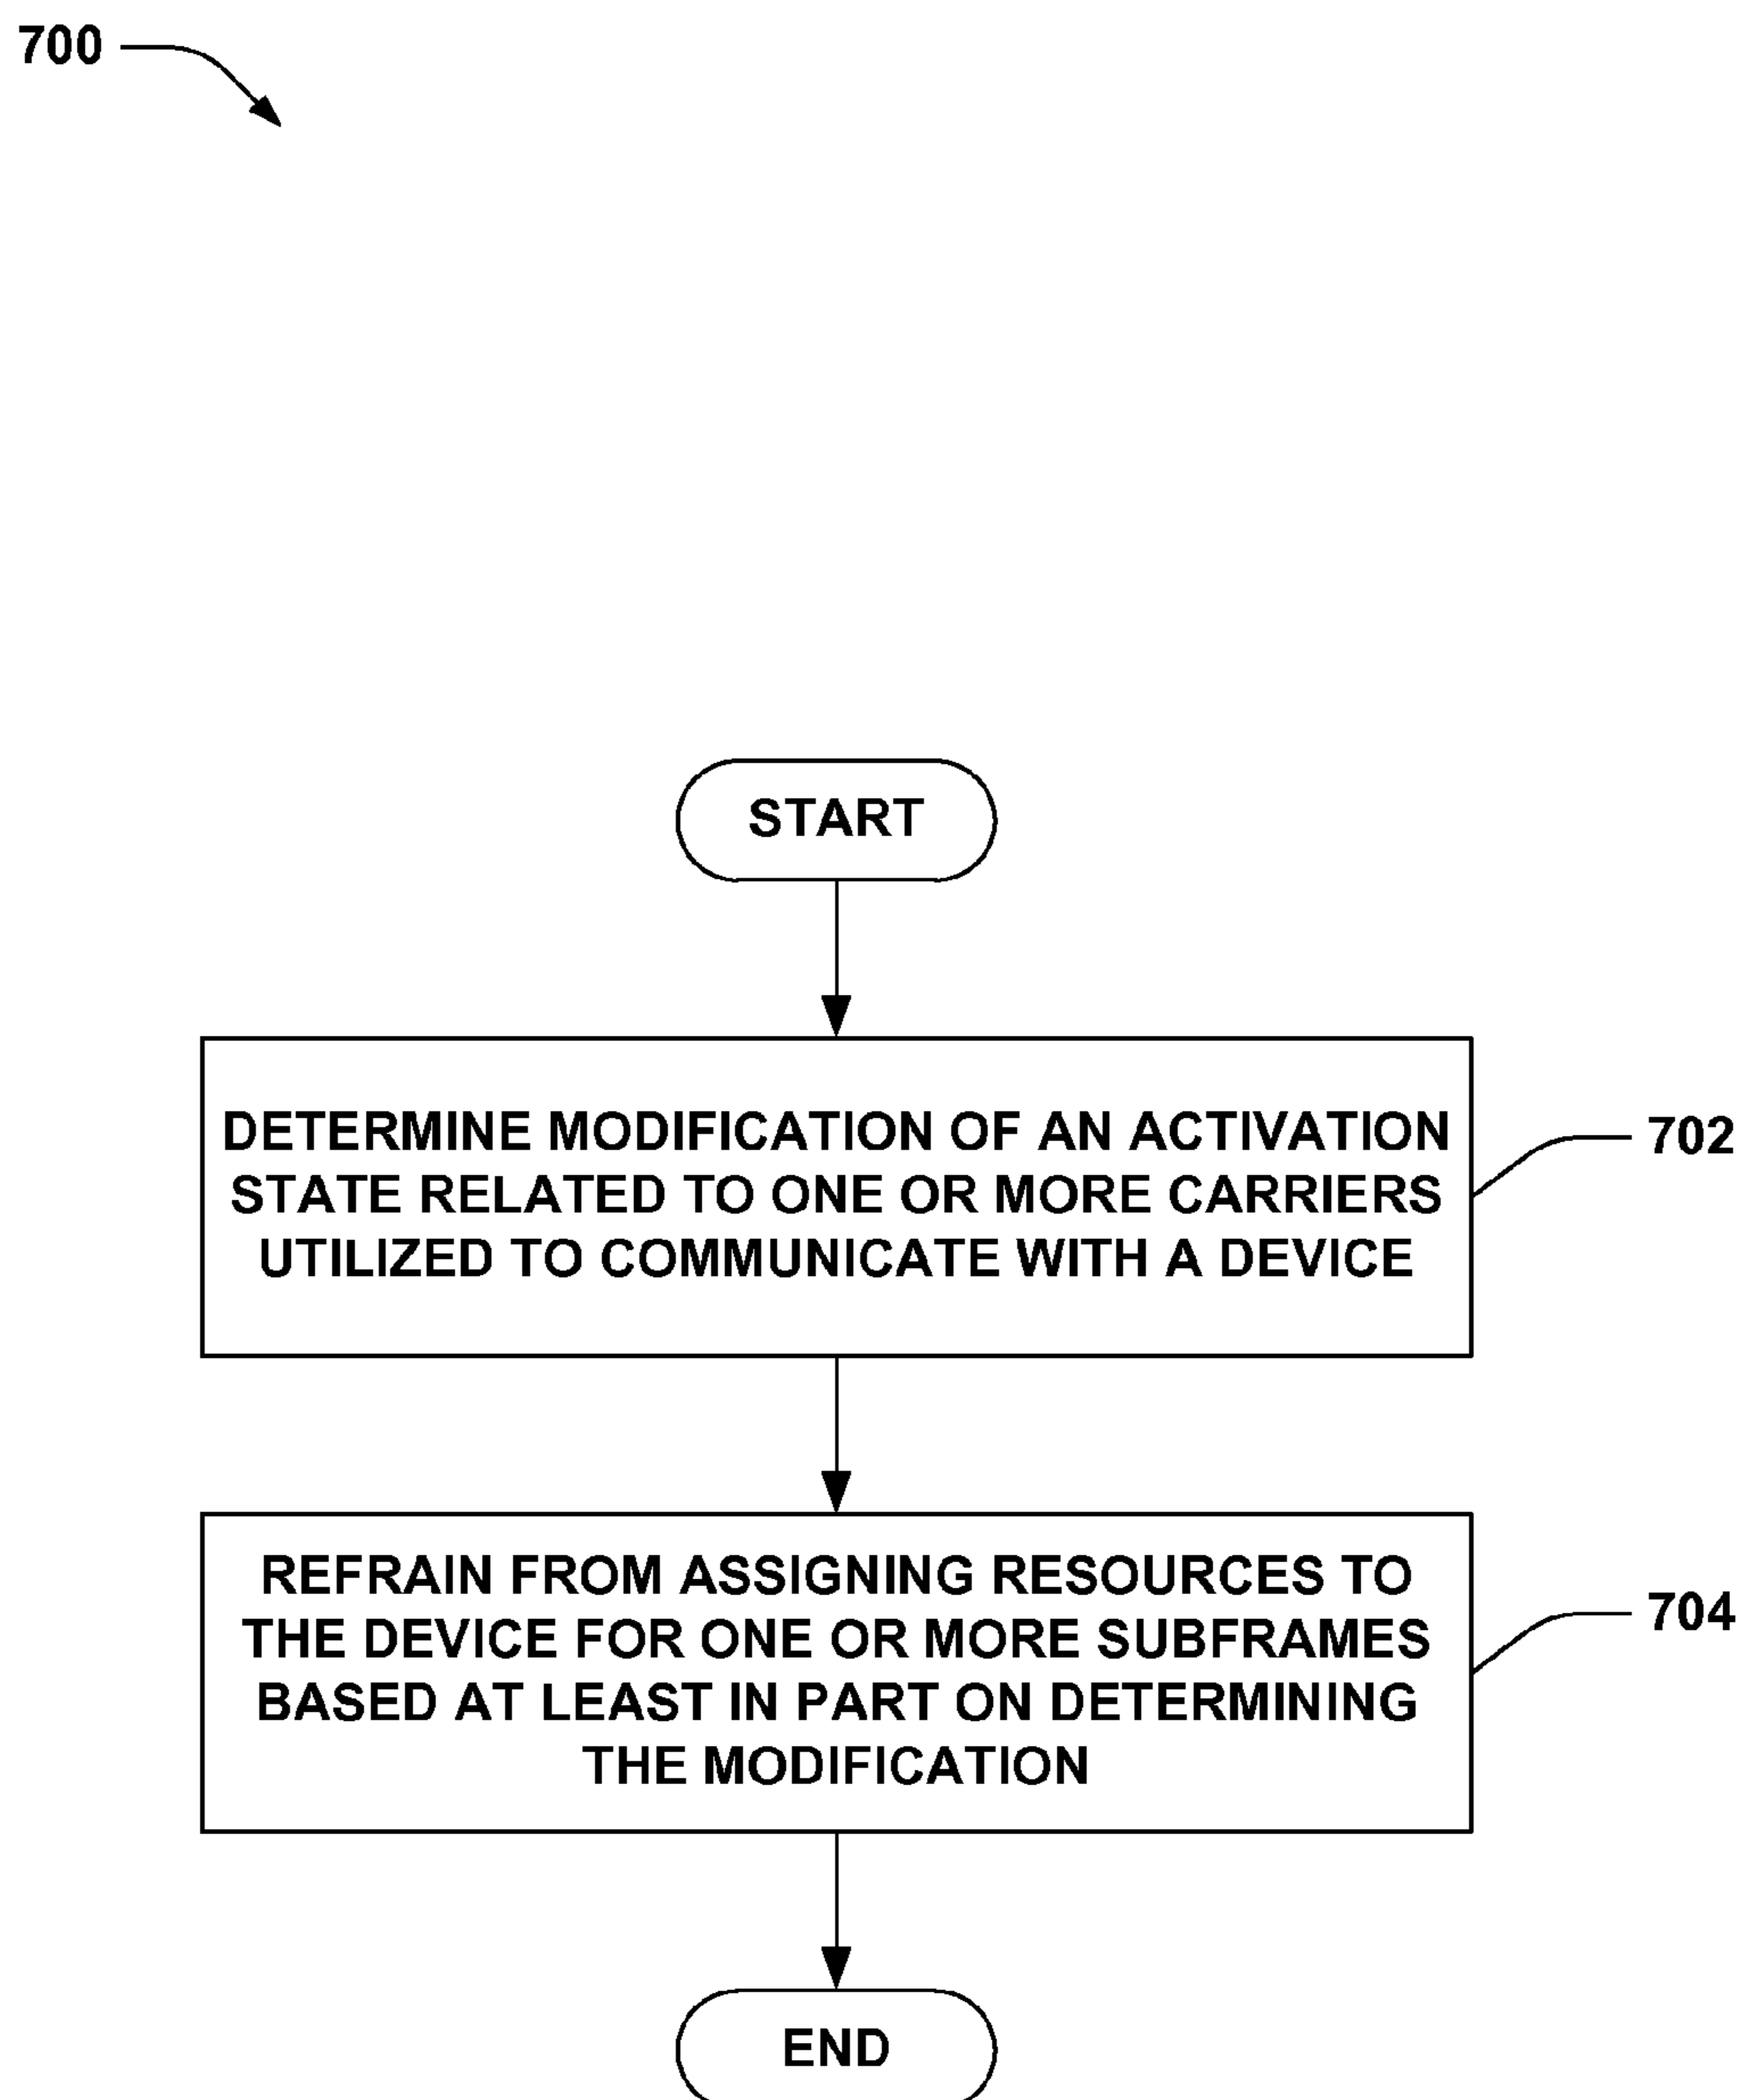 700
START
DETERMINE MODIFICATION OF AN ACTIVATION
STATE RELATED TO ONE OR MORE CARRIERS
UTILIZED TO COMMUNICATE WITH A DEVICE
702
REFRAIN FROM ASSIGNING RESOURCES TO
THE DEVICE FOR ONE OR MORE SUBFRAMES
BASED AT LEAST IN PART ON DETERMINING
THE MODIFICATION
704
END